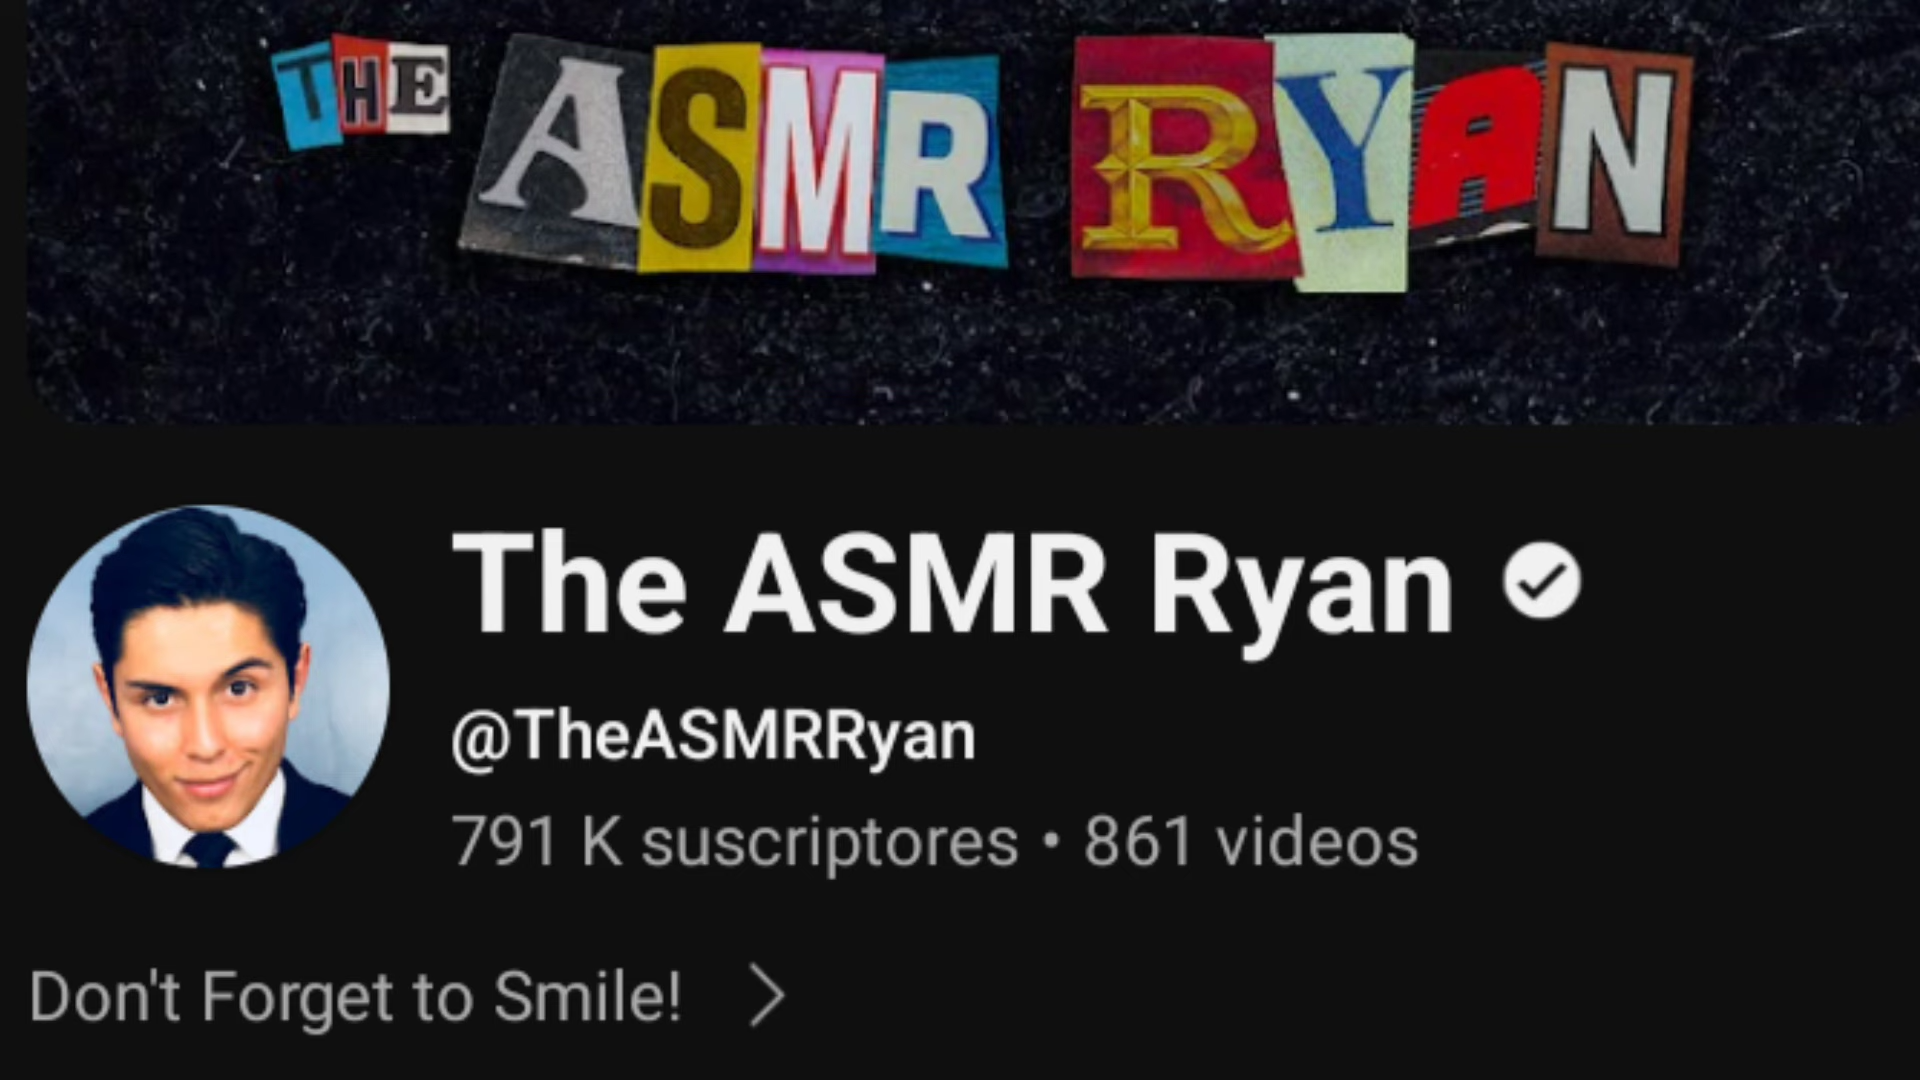 THE ASMR RYAN
The ASMR Ryan
@TheASMRRyan
791 K suscriptores • 861 videos
Don't Forget to Smile!